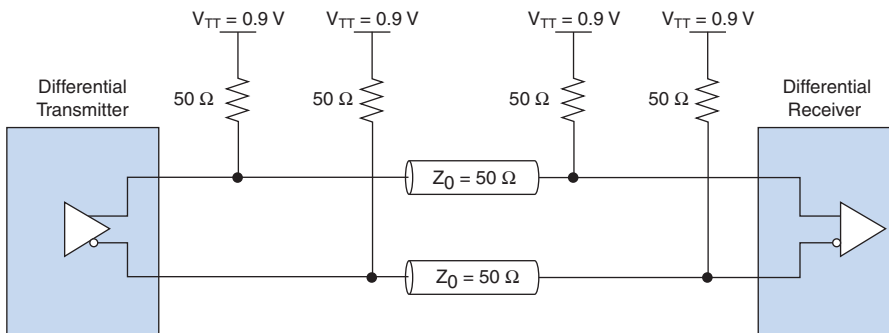 V_TT = 0.9 V V_TT = 0.9 V V_TT = 0.9 V V_TT = 0.9 V
Differential
Transmitter
Differential
Receiver
50 Ω 50 Ω 50 Ω 50 Ω
Z_0 = 50 Ω
Z_0 = 50 Ω